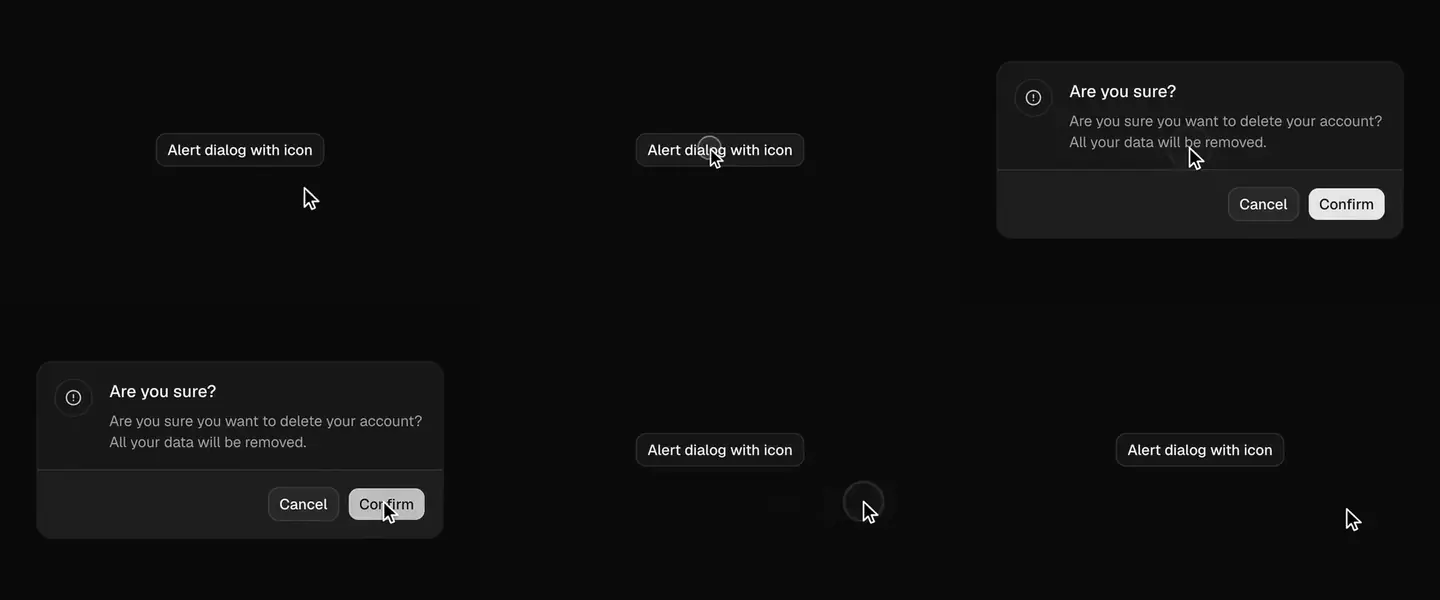 Alert dialog with icon
Alert dialog with icon
Are you sure?
Are you sure you want to delete your account?
All your data will be removed.
Cancel
Confirm
Are you sure?
Are you sure you want to delete your account?
All your data will be removed.
Cancel
Confirm
Alert dialog with icon
Alert dialog with icon